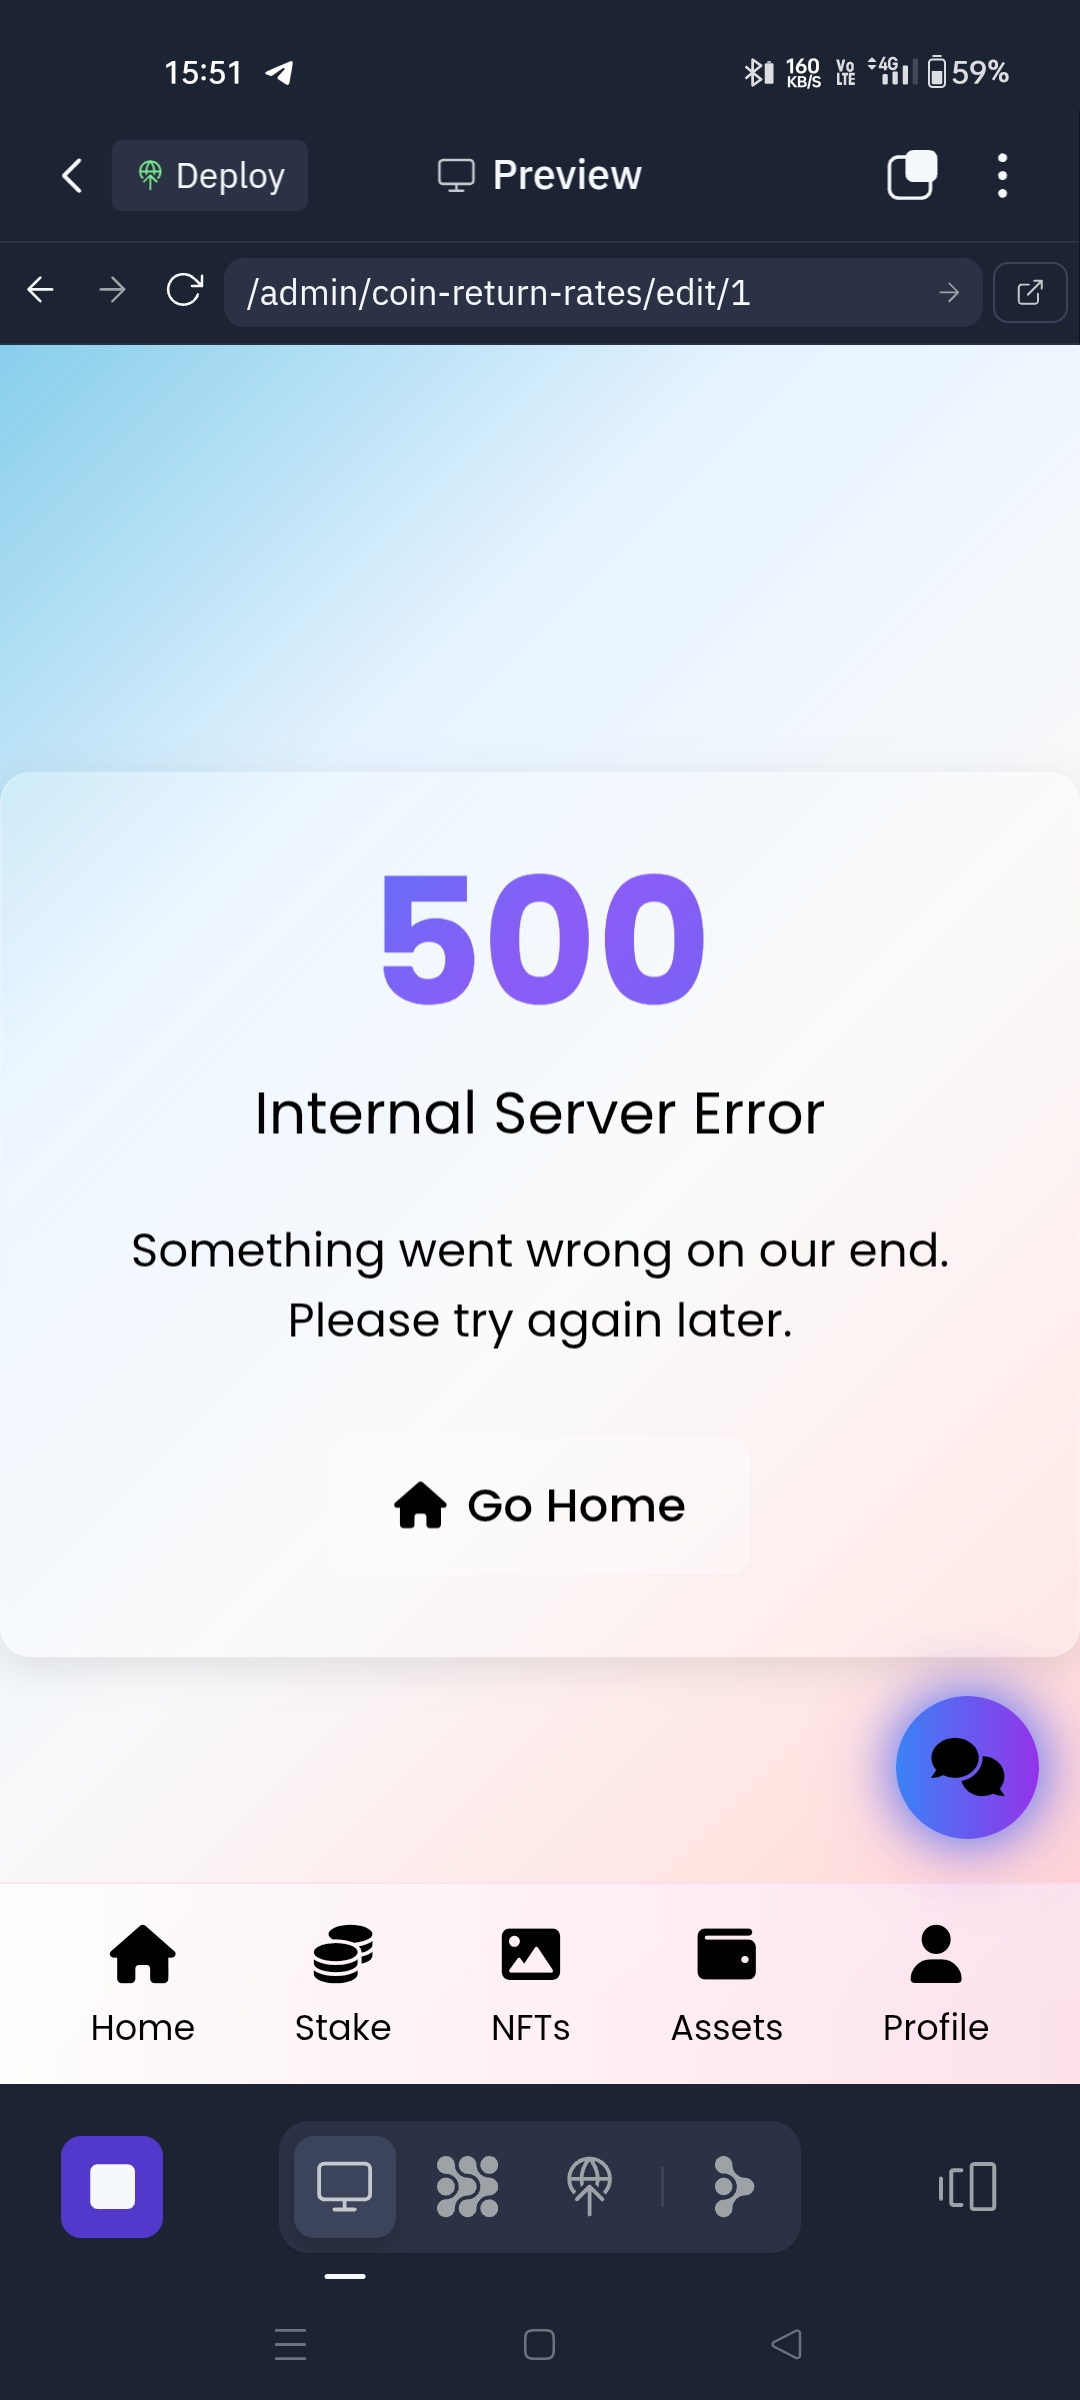 15:51
160 KB/S
Vo LTE
4G
59%
Deploy
Preview
/admin/coin-return-rates/edit/1
500
Internal Server Error
Something went wrong on our end.
Please try again later.
Go Home
Home
Stake
NFTs
Assets
Profile